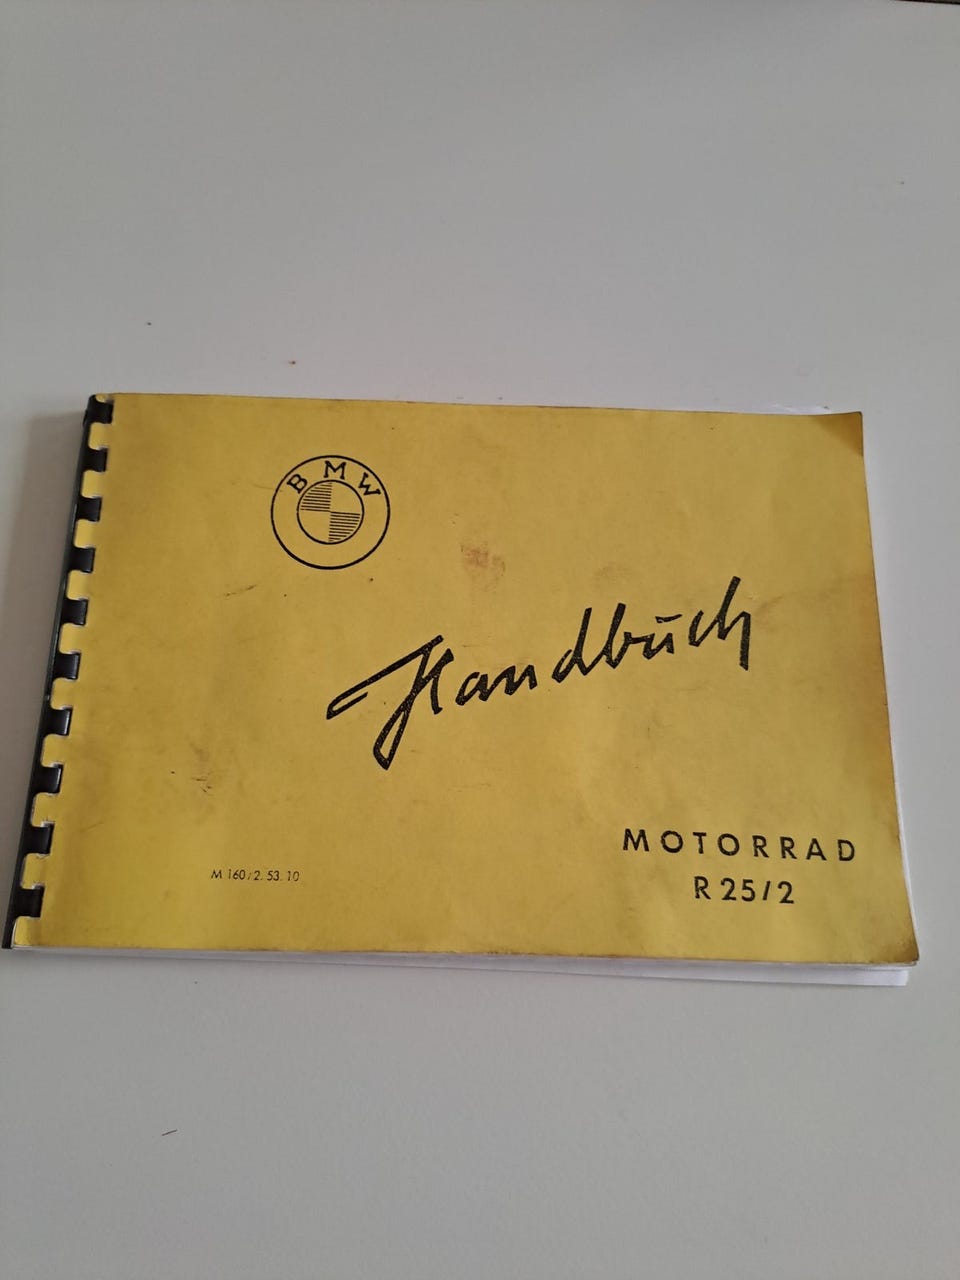 BMW
Handbuch
MOTORRAD
R 25/2
M 160/2. 53. 10